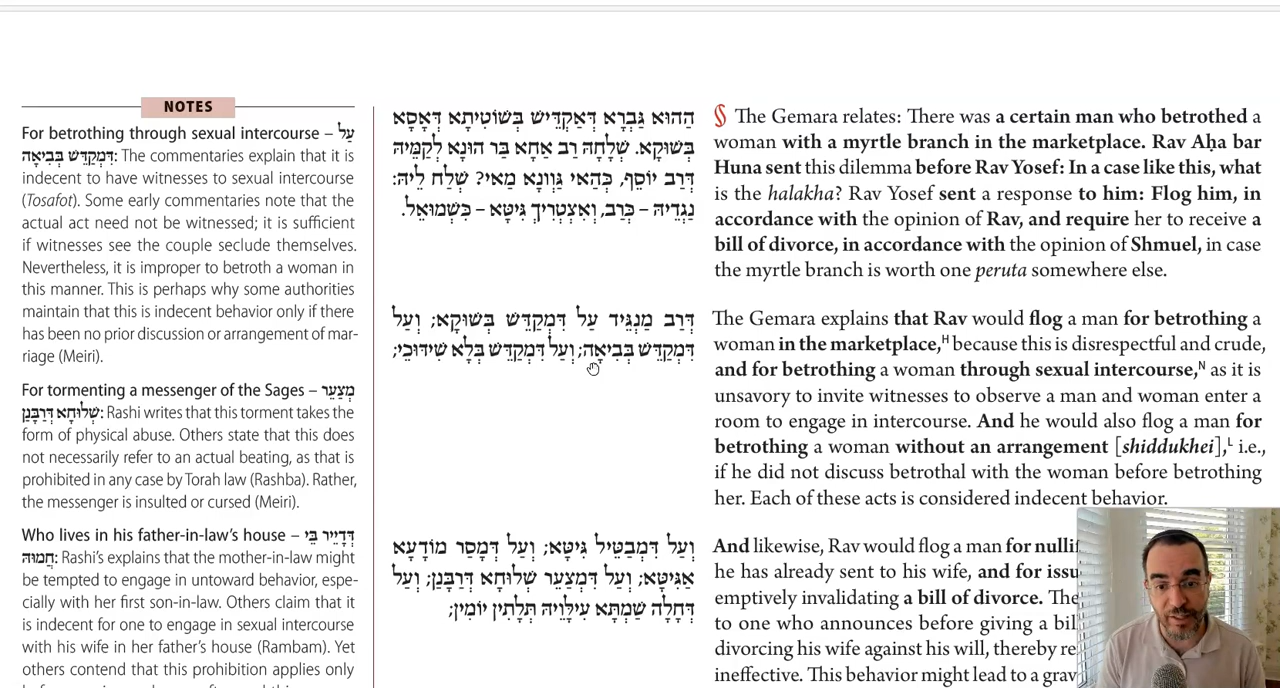 NOTES
For betrothing through sexual intercourse – עַל
דִּמְקַדֵּשׁ בְּבִיאָה: The commentaries explain that it is
indecent to have witnesses to sexual intercourse
(Tosafot). Some early commentaries note that the
actual act need not be witnessed; it is sufficient
if witnesses see the couple seclude themselves.
Nevertheless, it is improper to betroth a woman in
this manner. This is perhaps why some authorities
maintain that this is indecent behavior only if there
has been no prior discussion or arrangement of mar-
riage (Meiri).
For tormenting a messenger of the Sages – מְצַעֵר
שְׁלוּחָא דְּרַבָּנַן: Rashi writes that this torment takes the
form of physical abuse. Others state that this does
not necessarily refer to an actual beating, as that is
prohibited in any case by Torah law (Rashba). Rather,
the messenger is insulted or cursed (Meiri).
Who lives in his father-in-law's house – דְּדָיֵיר בֵּי
חֲמוּהּ: Rashi's explains that the mother-in-law might
be tempted to engage in untoward behavior, espe-
cially with her first son-in-law. Others claim that it
is indecent for one to engage in sexual intercourse
with his wife in her father's house (Rambam). Yet
others contend that this prohibition applies only
הַהוּא גַּבְרָא דְּאַקְדֵּישׁ בְּשׁוּטִיתָא דְּאָסָא
בְּשׁוּקָא. שְׁלָחַהּ רַב אַחָא בַּר הוּנָא לְקַמֵּיהּ
דְּרַב יוֹסֵף, כְּהַאי גַּוְונָא מַאי? שְׁלַח לֵיהּ:
נַגְּדֵיהּ – כְּרַב, וְאִצְטְרִיךְ גִּיטָּא – כִּשְׁמוּאֵל.
דְּרַב מְנַגֵּיד עַל דִּמְקַדֵּשׁ בְּשׁוּקָא; וְעַל
דִּמְקַדֵּשׁ בְּבִיאָה; וְעַל דִּמְקַדֵּשׁ בְּלָא שִׁידּוּכֵי;
וְעַל דִּמְבַטֵּיל גִּיטָּא; וְעַל דְּמָסַר מוֹדָעָא
אַגִּיטָּא; וְעַל דִּמְצַעֵר שְׁלוּחָא דְּרַבָּנַן; וְעַל
דְּחָלָה שַׁמְתָּא עִילָּוֵיהּ תְּלָתִין יוֹמִין;
§ The Gemara relates: There was a certain man who betrothed a
woman with a myrtle branch in the marketplace. Rav Aḥa bar
Huna sent this dilemma before Rav Yosef: In a case like this, what
is the halakha? Rav Yosef sent a response to him: Flog him, in
accordance with the opinion of Rav, and require her to receive a
bill of divorce, in accordance with the opinion of Shmuel, in case
the myrtle branch is worth one peruta somewhere else.
The Gemara explains that Rav would flog a man for betrothing a
woman in the marketplace,H because this is disrespectful and crude,
and for betrothing a woman through sexual intercourse,N as it is
unsavory to invite witnesses to observe a man and woman enter a
room to engage in intercourse. And he would also flog a man for
betrothing a woman without an arrangement [shiddukhei],L i.e.,
if he did not discuss betrothal with the woman before betrothing
her. Each of these acts is considered indecent behavior.
And likewise, Rav would flog a man for
he has already sent to his wife, and for
emptively invalidating a bill of divorce.
to one who announces before giving a
divorcing his wife against his will, thereby
ineffective. This behavior might lead to a